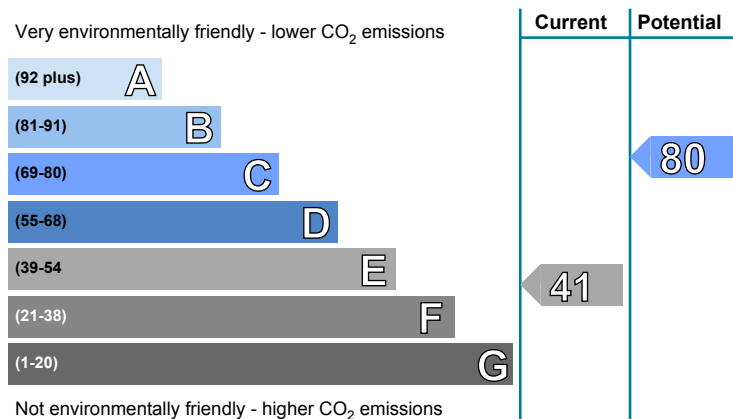 Current Potential
Very environmentally friendly - lower CO2 emissions
(92 plus) A
(81-91) B
80
(69-80) C
(55-68) D
(39-54 E
41
(21-38) F
(1-20) G
Not environmentally friendly - higher CO2 emissions